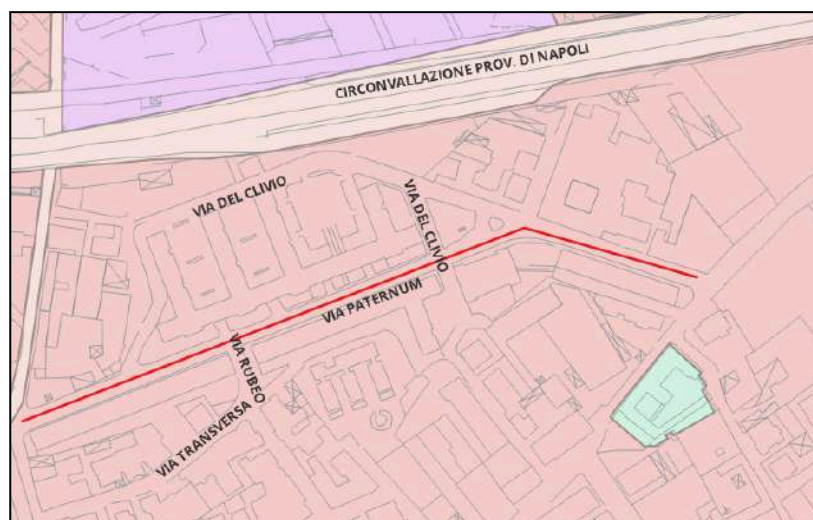 CIRCONVALLAZIONE PROV. DI NAPOLI
VIA DEL CLIVIO
VIA DEL CLIVIO
VIA PATERNUM
VIA RUBEO
VIA TRANSVERSA